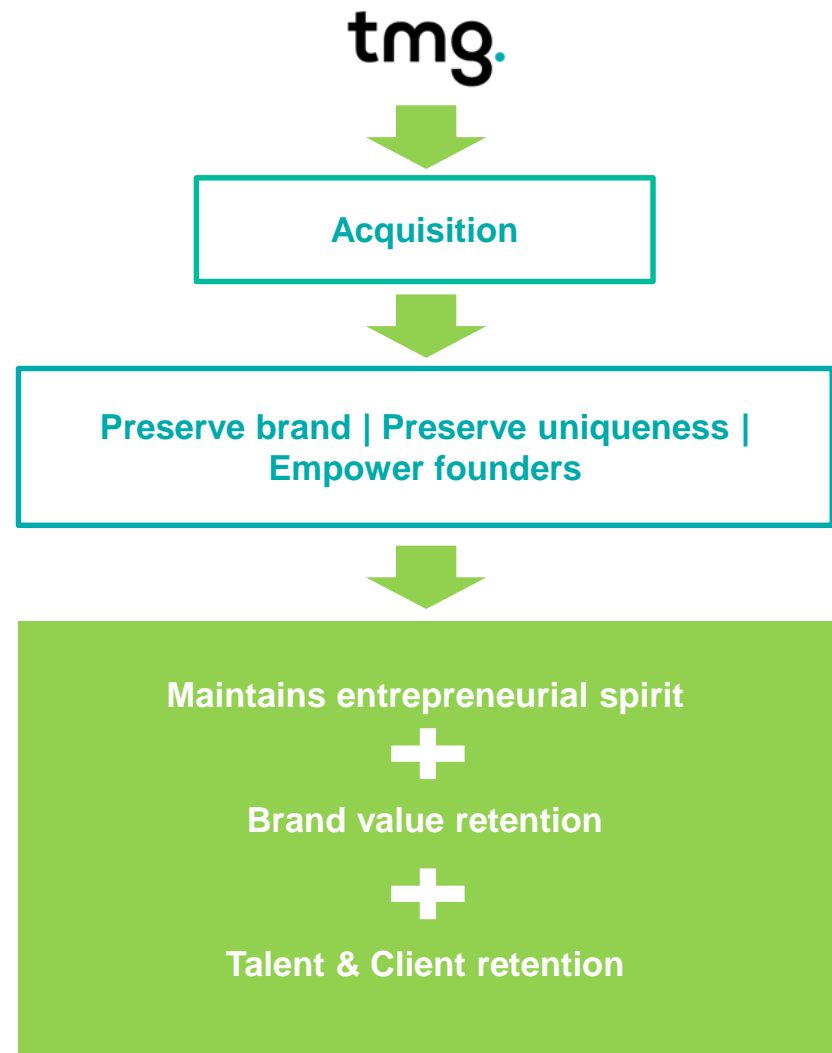 tmg.
Acquisition
Preserve brand | Preserve uniqueness |
Empower founders
Maintains entrepreneurial spirit
Brand value retention
Talent & Client retention